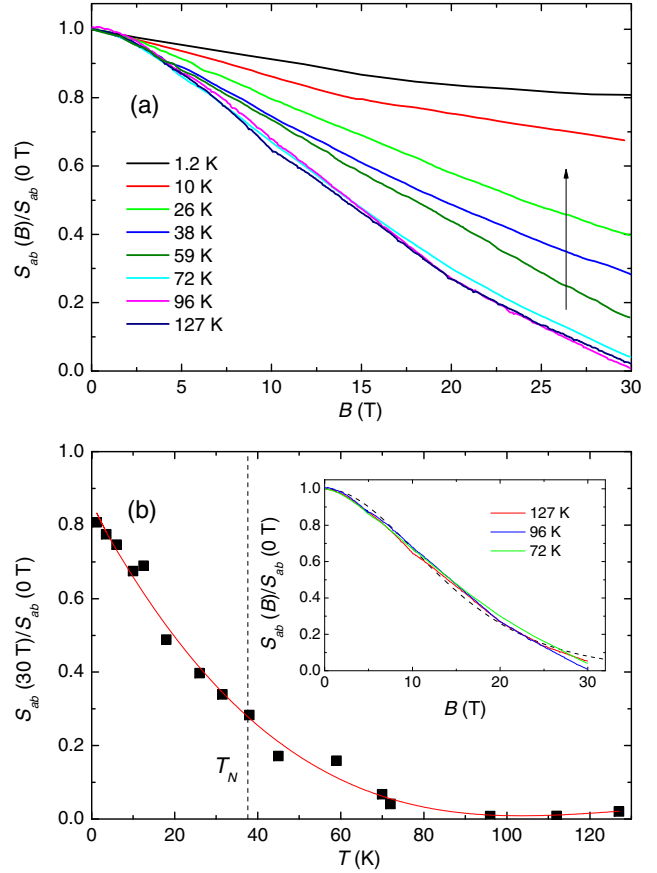 1.0
0.8
0.6
0.4
0.2
0.0
S_ab (B)/S_ab (0 T)
(a)
1.2 K
10 K
26 K
38 K
59 K
72 K
96 K
127 K
0 5 10 15 20 25 30
B (T)
1.0
0.8
0.6
0.4
0.2
0.0
S_ab (30 T)/S_ab (0 T)
(b)
T_N
1.0
0.8
0.6
0.4
0.2
0.0
S_ab (B)/S_ab (0 T)
127 K
96 K
72 K
0 10 20 30
B (T)
0 20 40 60 80 100 120
T (K)